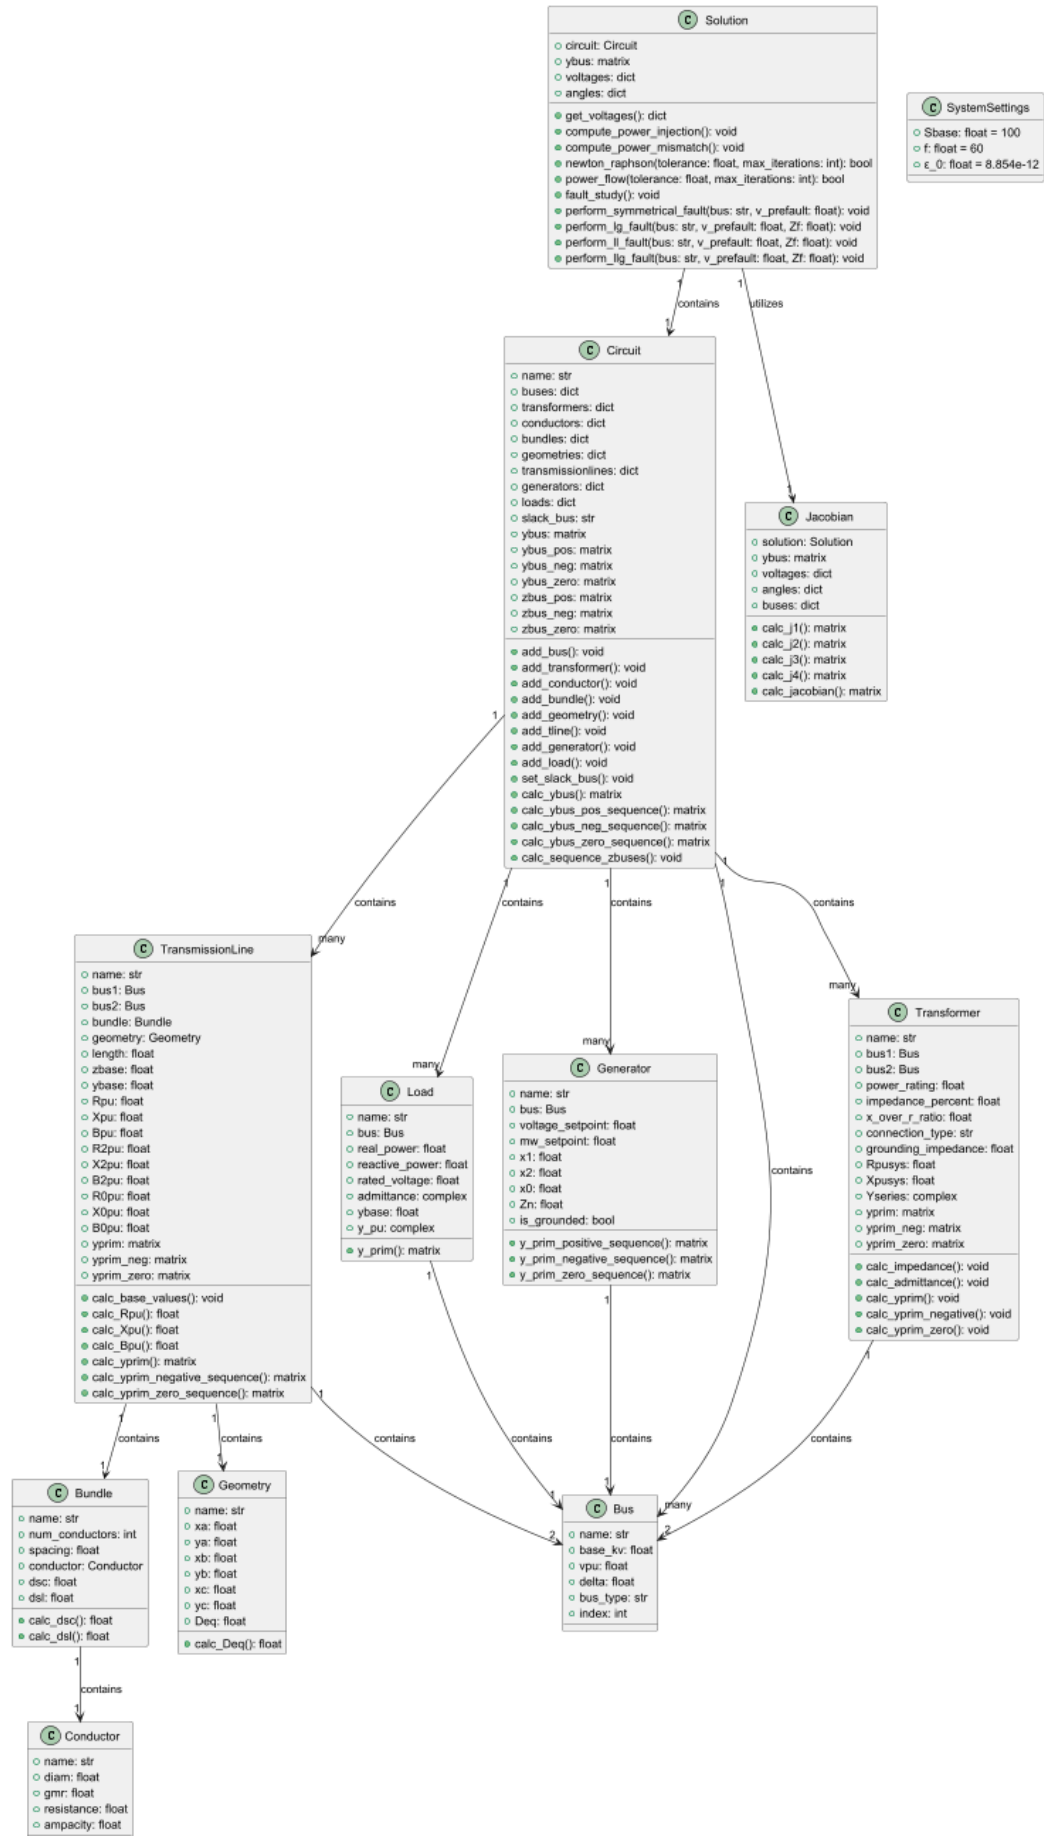 C Solution
circuit: Circuit
ybus: matrix
voltages: dict
angles: dict
get_voltages(): dict
compute_power_injection(): void
compute_power_mismatch(): void
newton_raphson(tolerance: float, max_iterations: int): bool
power_flow(tolerance: float, max_iterations: int): bool
fault_study(): void
perform_symmetrical_fault(bus: str, v_prefault: float): void
perform_lg_fault(bus: str, v_prefault: float, Zf: float): void
perform_ll_fault(bus: str, v_prefault: float, Zf: float): void
perform_llg_fault(bus: str, v_prefault: float, Zf: float): void
C SystemSettings
Sbase: float = 100
f: float = 60
ε_0: float = 8.854e-12
1
contains
1
1
utilizes
1
C Circuit
name: str
buses: dict
transformers: dict
conductors: dict
bundles: dict
geometries: dict
transmissionlines: dict
generators: dict
loads: dict
slack_bus: str
ybus: matrix
ybus_pos: matrix
ybus_neg: matrix
ybus_zero: matrix
zbus_pos: matrix
zbus_neg: matrix
zbus_zero: matrix
add_bus(): void
add_transformer(): void
add_conductor(): void
add_bundle(): void
add_geometry(): void
add_tline(): void
add_generator(): void
add_load(): void
set_slack_bus(): void
calc_ybus(): matrix
calc_ybus_pos_sequence(): matrix
calc_ybus_neg_sequence(): matrix
calc_ybus_zero_sequence(): matrix
calc_sequence_zbuses(): void
C Jacobian
solution: Solution
ybus: matrix
voltages: dict
angles: dict
buses: dict
calc_j1(): matrix
calc_j2(): matrix
calc_j3(): matrix
calc_j4(): matrix
calc_jacobian(): matrix
1
contains
many
1
contains
many
1
contains
many
1
contains
many
1
contains
many
C TransmissionLine
name: str
bus1: Bus
bus2: Bus
bundle: Bundle
geometry: Geometry
length: float
zbase: float
ybase: float
Rpu: float
Xpu: float
Bpu: float
R2pu: float
X2pu: float
B2pu: float
R0pu: float
X0pu: float
B0pu: float
yprim: matrix
yprim_neg: matrix
yprim_zero: matrix
calc_base_values(): void
calc_Rpu(): float
calc_Xpu(): float
calc_Bpu(): float
calc_yprim(): matrix
calc_yprim_negative_sequence(): matrix
calc_yprim_zero_sequence(): matrix
C Load
name: str
bus: Bus
real_power: float
reactive_power: float
rated_voltage: float
admittance: complex
ybase: float
y_pu: complex
y_prim(): matrix
C Generator
name: str
bus: Bus
voltage_setpoint: float
mw_setpoint: float
x1: float
x2: float
x0: float
Zn: float
is_grounded: bool
y_prim_positive_sequence(): matrix
y_prim_negative_sequence(): matrix
y_prim_zero_sequence(): matrix
C Transformer
name: str
bus1: Bus
bus2: Bus
power_rating: float
impedance_percent: float
x_over_r_ratio: float
connection_type: str
grounding_impedance: float
Rpusys: float
Xpusys: float
Yseries: complex
yprim: matrix
yprim_neg: matrix
yprim_zero: matrix
calc_impedance(): void
calc_admittance(): void
calc_yprim(): void
calc_yprim_negative(): void
calc_yprim_zero(): void
1
contains
1
1
contains
1
1
contains
2
1
contains
1
1
contains
1
1
contains
2
C Bundle
name: str
num_conductors: int
spacing: float
conductor: Conductor
dsc: float
dsl: float
calc_dsc(): float
calc_dsl(): float
C Geometry
name: str
xa: float
ya: float
xb: float
yb: float
xc: float
yc: float
Deq: float
calc_Deq(): float
C Bus
name: str
base_kv: float
vpu: float
delta: float
bus_type: str
index: int
1
contains
1
C Conductor
name: str
diam: float
gmr: float
resistance: float
ampacity: float